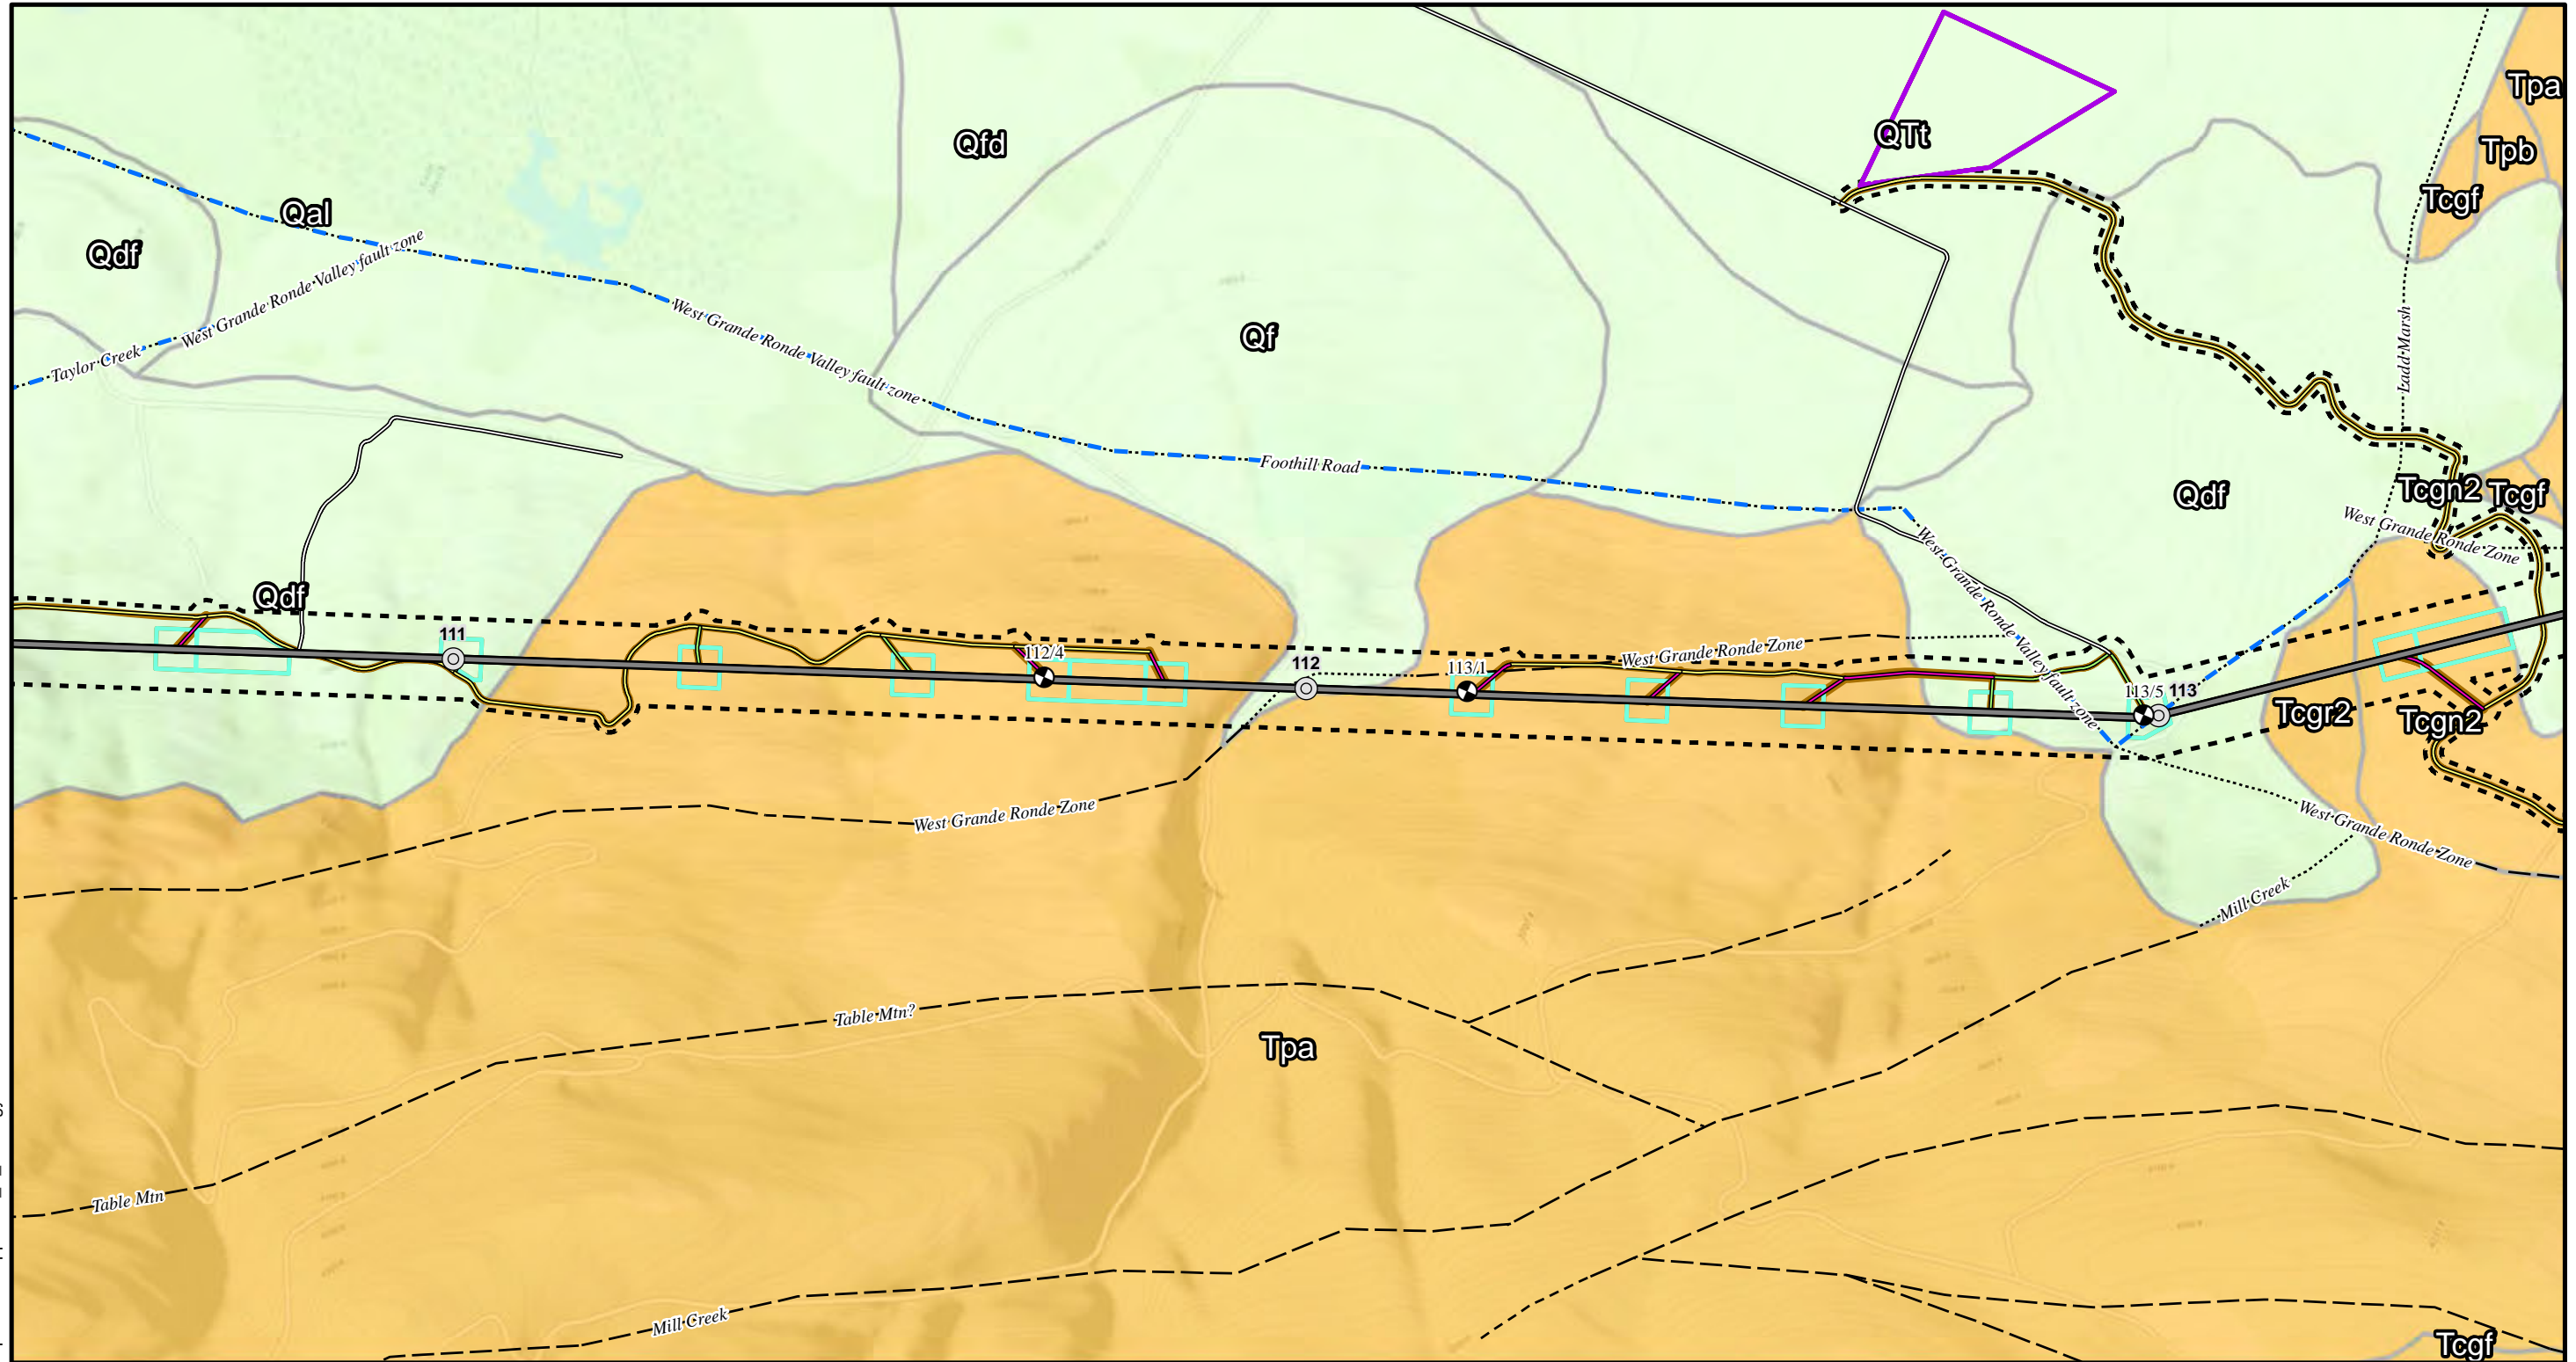 Tpa
Qfd
QTt
Tpb
Tcgf
Qal
Qdf
West Grande Ronde Valley fault zone
Taylor Creek
West Grande Ronde Valley fault zone
Qf
Ladd Marsh
Foothill Road
Tcgn2
Tcgf
Qdf
West Grande Ronde Zone
West Grande Ronde Valley fault zone
Qdf
111
112/4
112
113/1
West Grande Ronde Zone
113/5
113
Tcgr2
Tcgn2
West Grande Ronde Zone
West Grande Ronde Zone
Mill Creek
Table Mtn?
Tpa
Table Mtn
Mill Creek
Tcgf